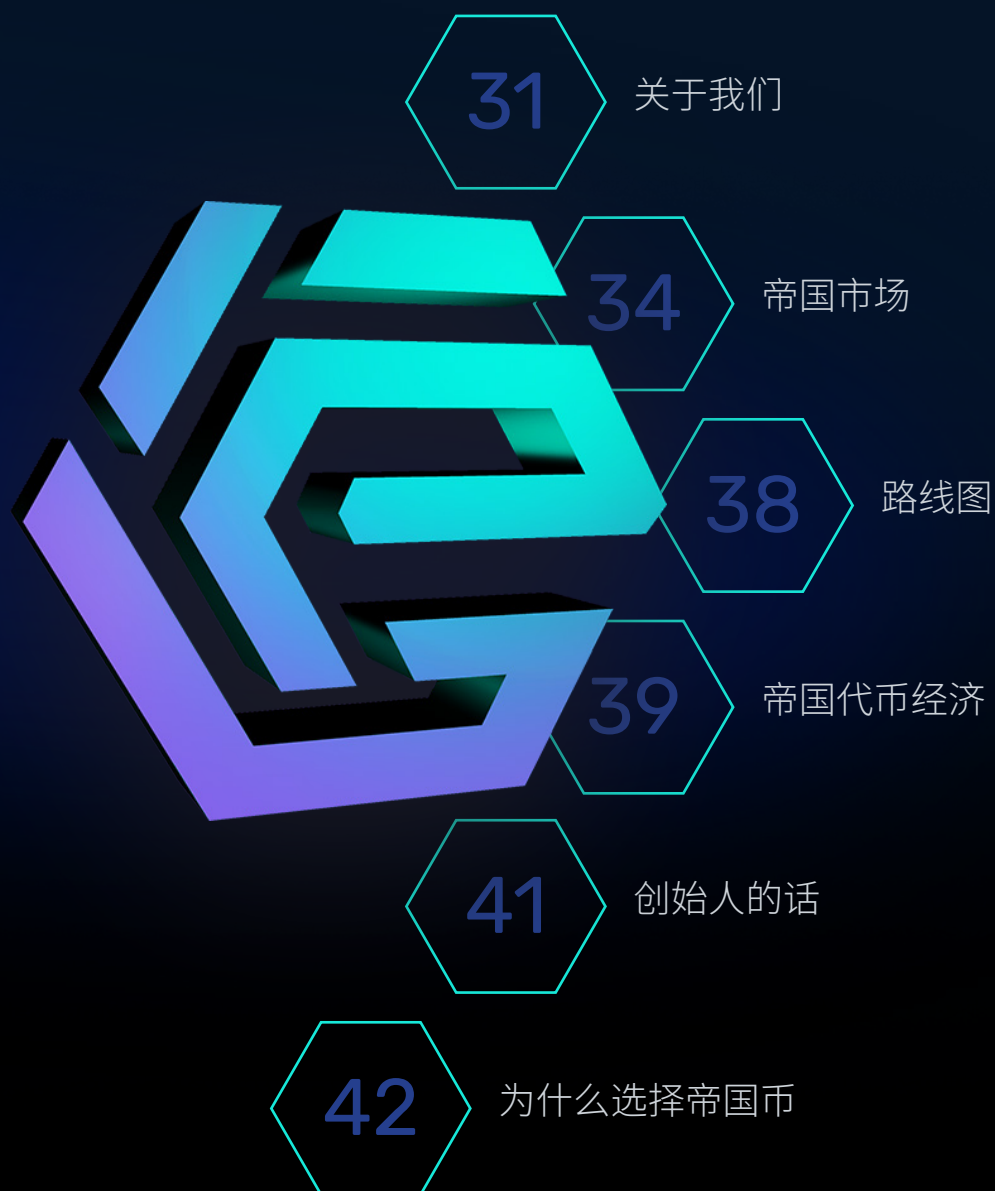 31 关于我们
34 帝国市场
38 路线图
39 帝国代币经济
41 创始人的话
42 为什么选择帝国币